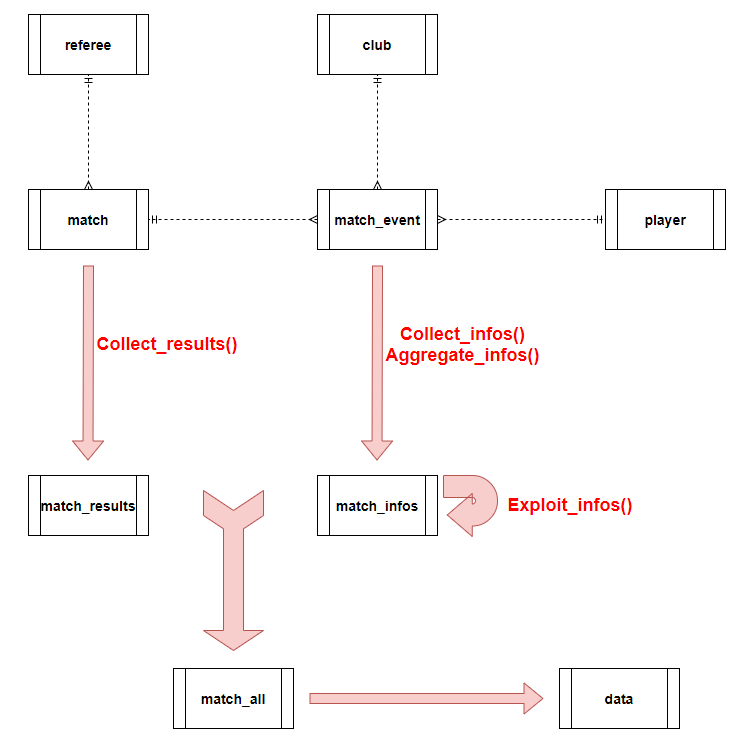 referee
club
match
match_event
player
Collect_results()
Collect_infos()
Aggregate_infos()
match_results
match_infos
Exploit_infos()
match_all
data